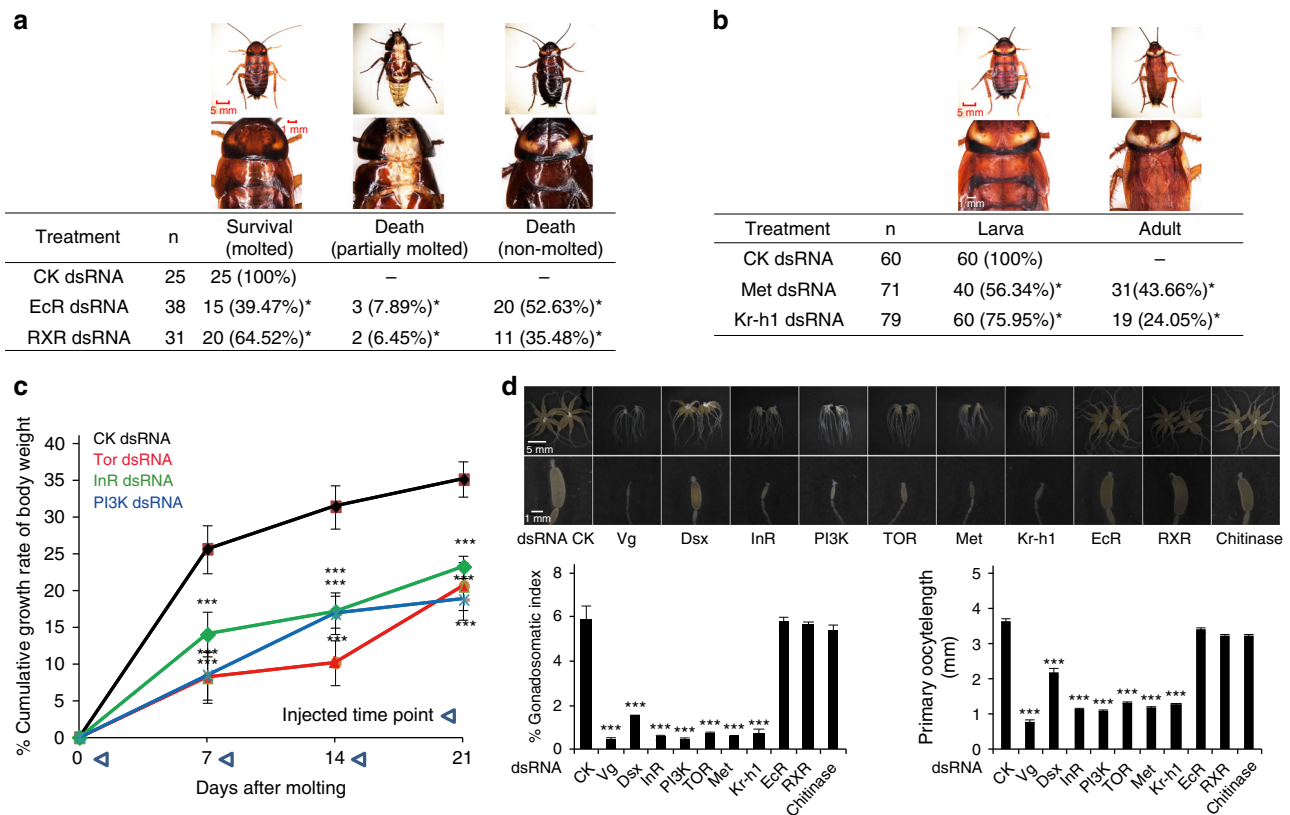 a
5 mm
1 mm
Treatment n Survival (molted) Death (partially molted) Death (non-molted)
CK dsRNA 25 25 (100%) – –
EcR dsRNA 38 15 (39.47%)* 3 (7.89%)* 20 (52.63%)*
RXR dsRNA 31 20 (64.52%)* 2 (6.45%)* 11 (35.48%)*
b
5 mm
1 mm
Treatment n Larva Adult
CK dsRNA 60 60 (100%) –
Met dsRNA 71 40 (56.34%)* 31(43.66%)*
Kr-h1 dsRNA 79 60 (75.95%)* 19 (24.05%)*
c
% Cumulative growth rate of body weight
40
35
30
25
20
15
10
5
0
CK dsRNA
Tor dsRNA
InR dsRNA
PI3K dsRNA
***
***
***
***
***
***
***
***
***
Injected time point
0 7 14 21
Days after molting
d
5 mm
1 mm
dsRNA CK Vg Dsx InR PI3K TOR Met Kr-h1 EcR RXR Chitinase
% Gonadosomatic index
8
6
4
2
0
*** *** *** *** *** *** ***
dsRNA
CK Vg Dsx InR PI3K TOR Met Kr-h1 EcR RXR Chitinase
Primary oocytelength
(mm)
5
4
3
2
1
0
*** *** *** *** *** *** ***
dsRNA
CK Vg Dsx InR PI3K TOR Met Kr-h1 EcR RXR Chitinase